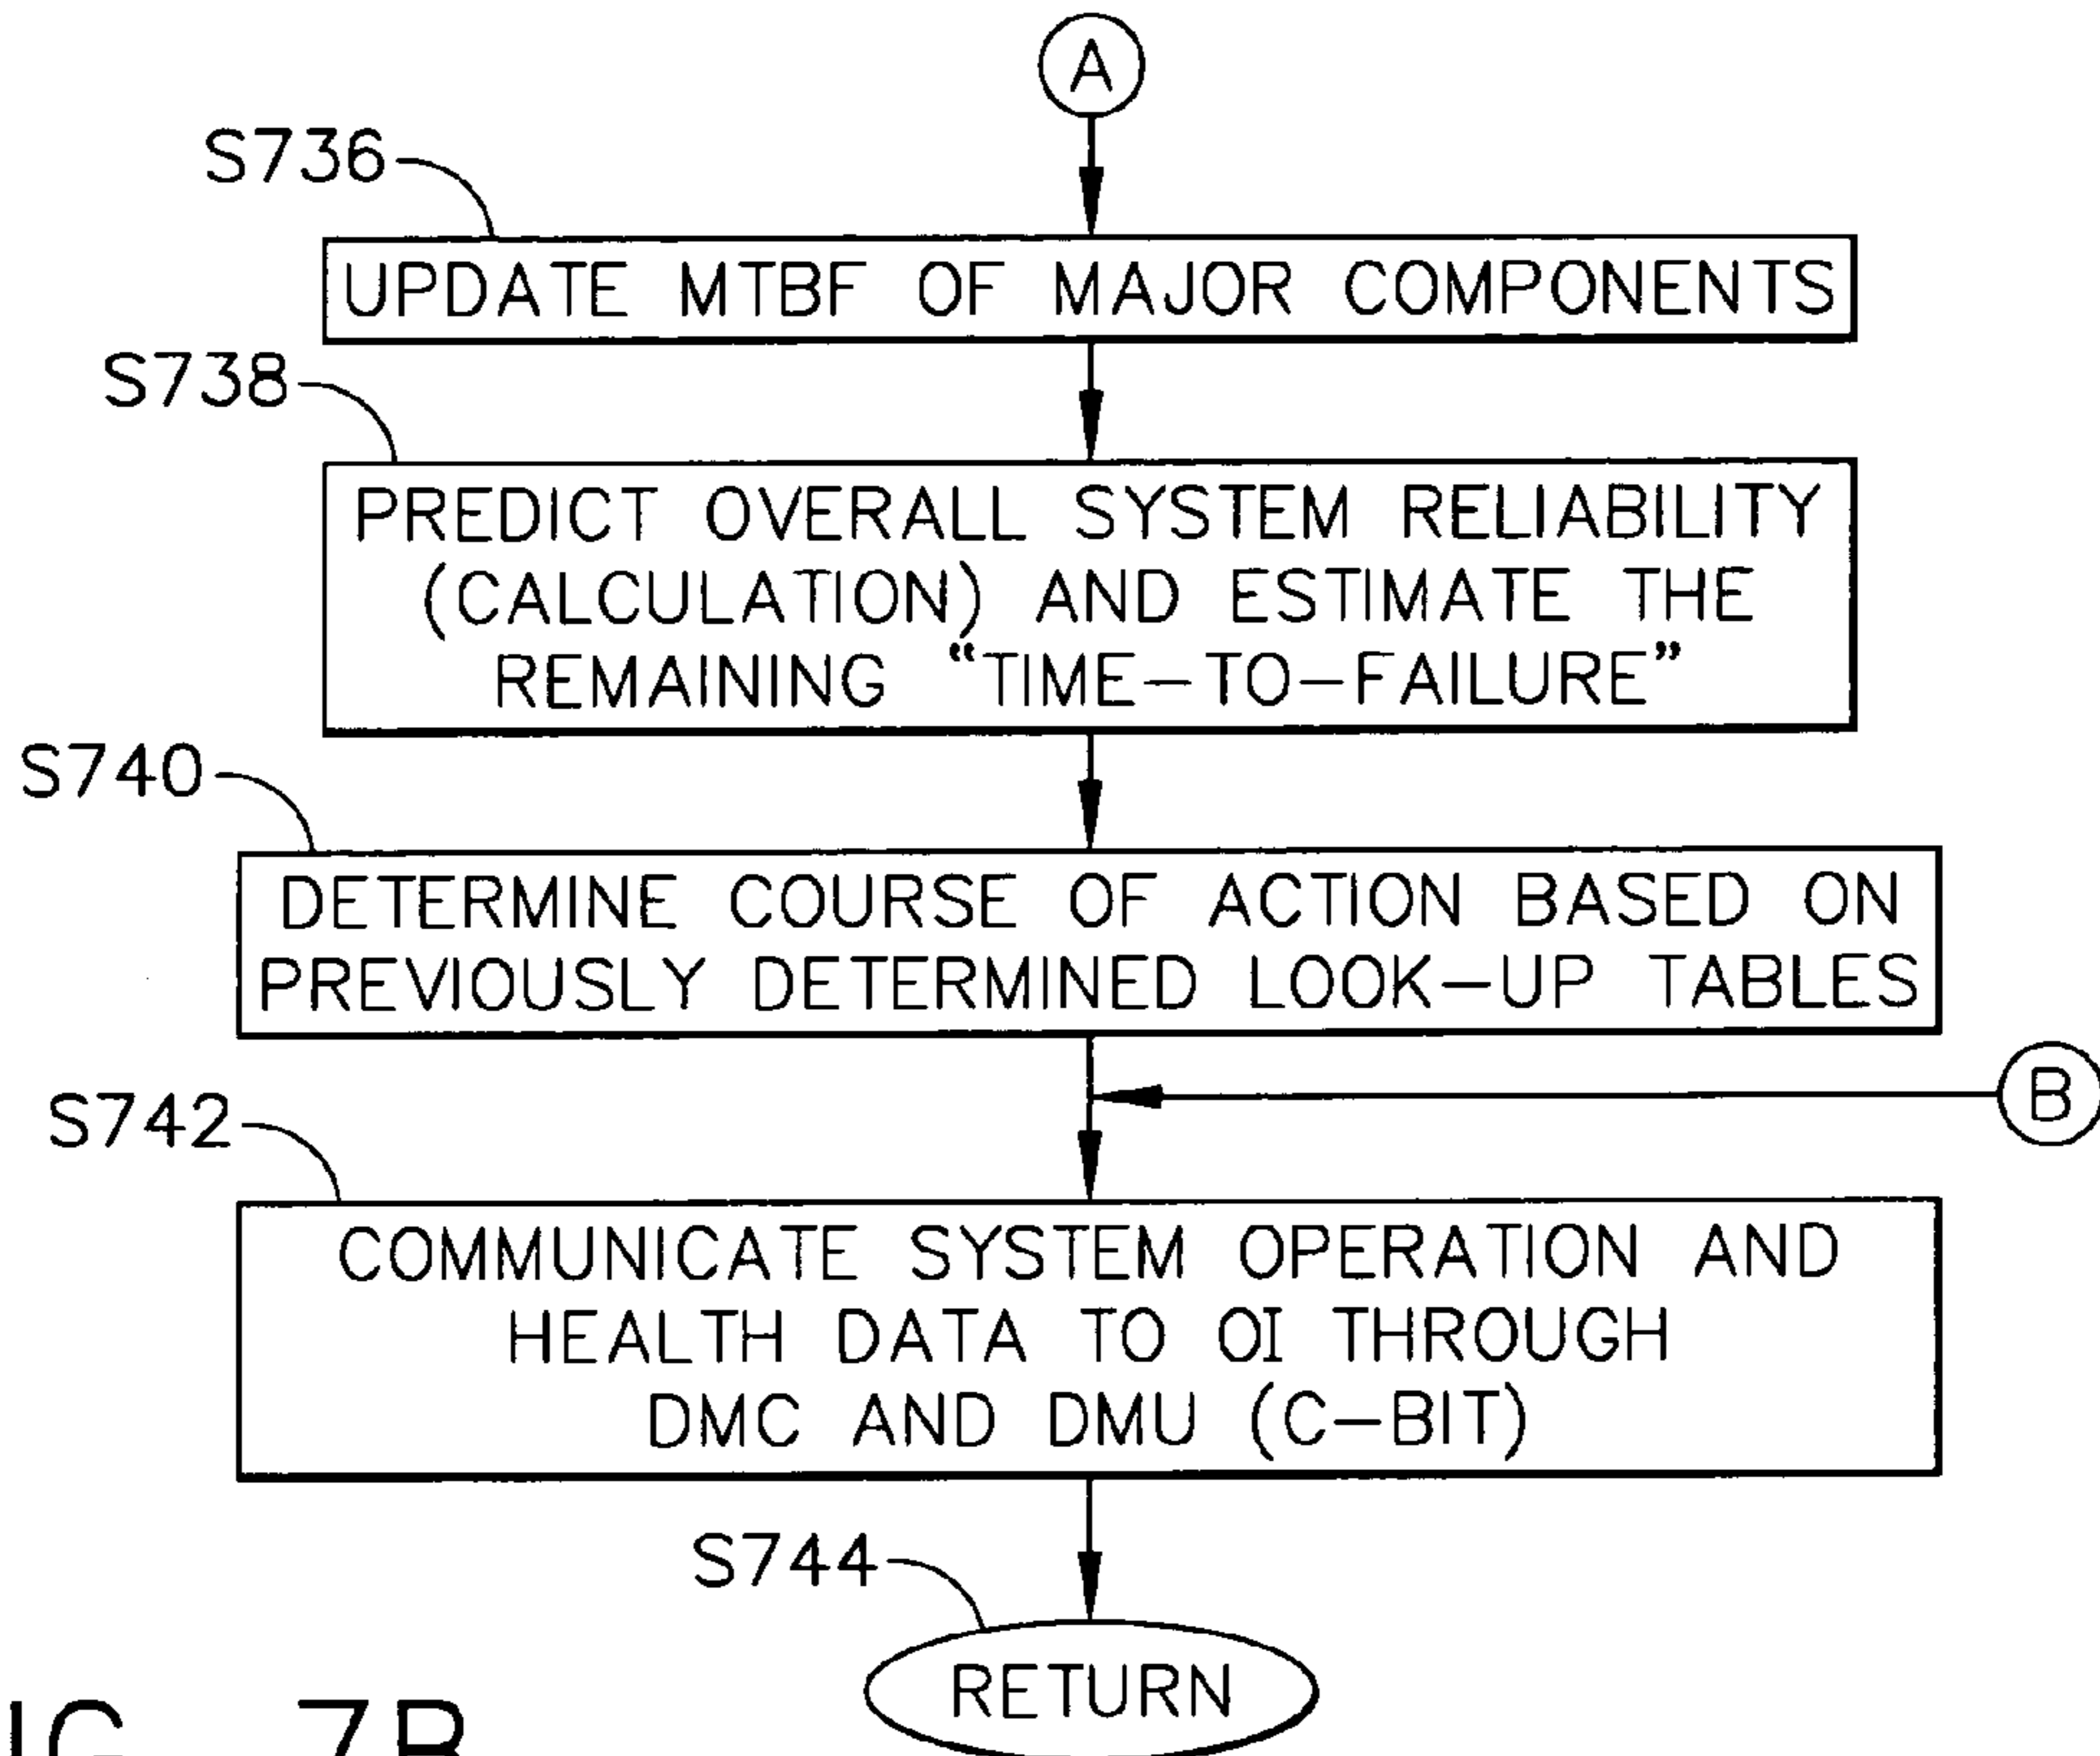 A
S736
UPDATE MTBF OF MAJOR COMPONENTS
S738
PREDICT OVERALL SYSTEM RELIABILITY
(CALCULATION) AND ESTIMATE THE
REMAINING “TIME-TO-FAILURE”
S740
DETERMINE COURSE OF ACTION BASED ON
PREVIOUSLY DETERMINED LOOK-UP TABLES
B
S742
COMMUNICATE SYSTEM OPERATION AND
HEALTH DATA TO OI THROUGH
DMC AND DMU (C-BIT)
S744
RETURN
IG. 7B